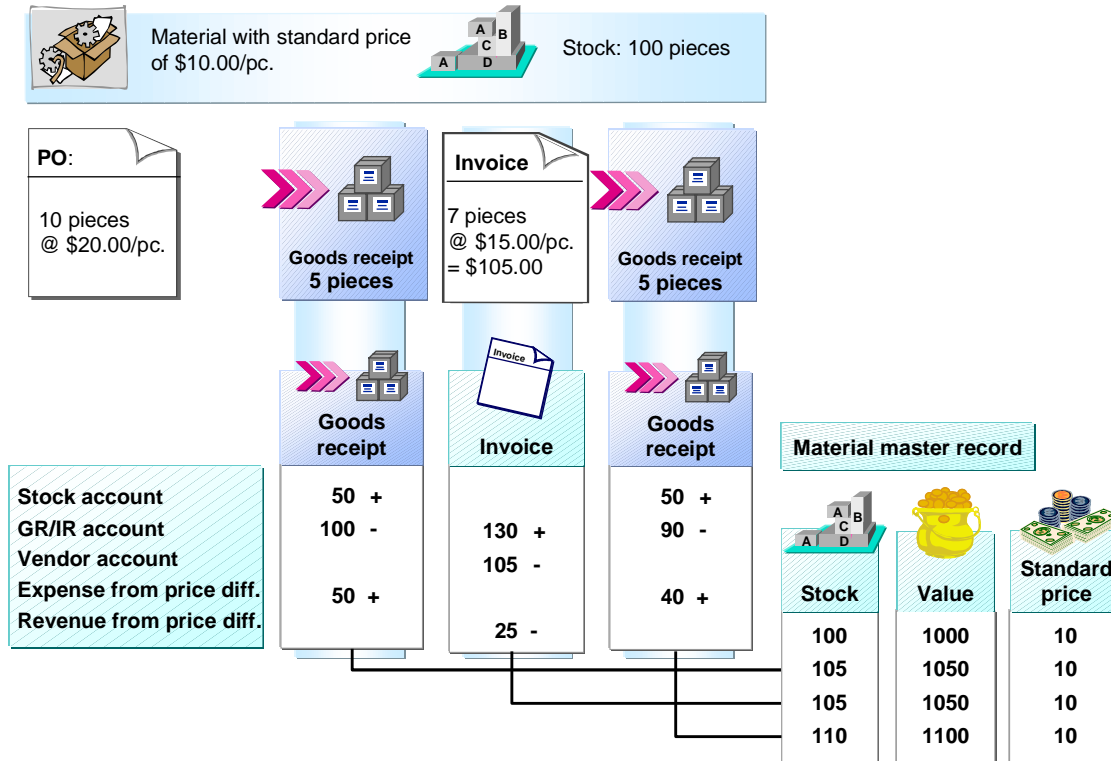 Material with standard price
of $10.00/pc.
A
B
C
A
D
Stock: 100 pieces
PO:
10 pieces
@ $20.00/pc.
Goods receipt
5 pieces
Invoice
7 pieces
@ $15.00/pc.
= $105.00
Goods receipt
5 pieces
Goods
receipt
Invoice
Invoice
Goods
receipt
Material master record
Stock account
GR/IR account
Vendor account
Expense from price diff.
Revenue from price diff.
50 +
100 -
50 +
130 +
105 -
25 -
50 +
90 -
40 +
A
B
C
A
D
Stock
Value
Standard
price
100 1000 10
105 1050 10
105 1050 10
110 1100 10